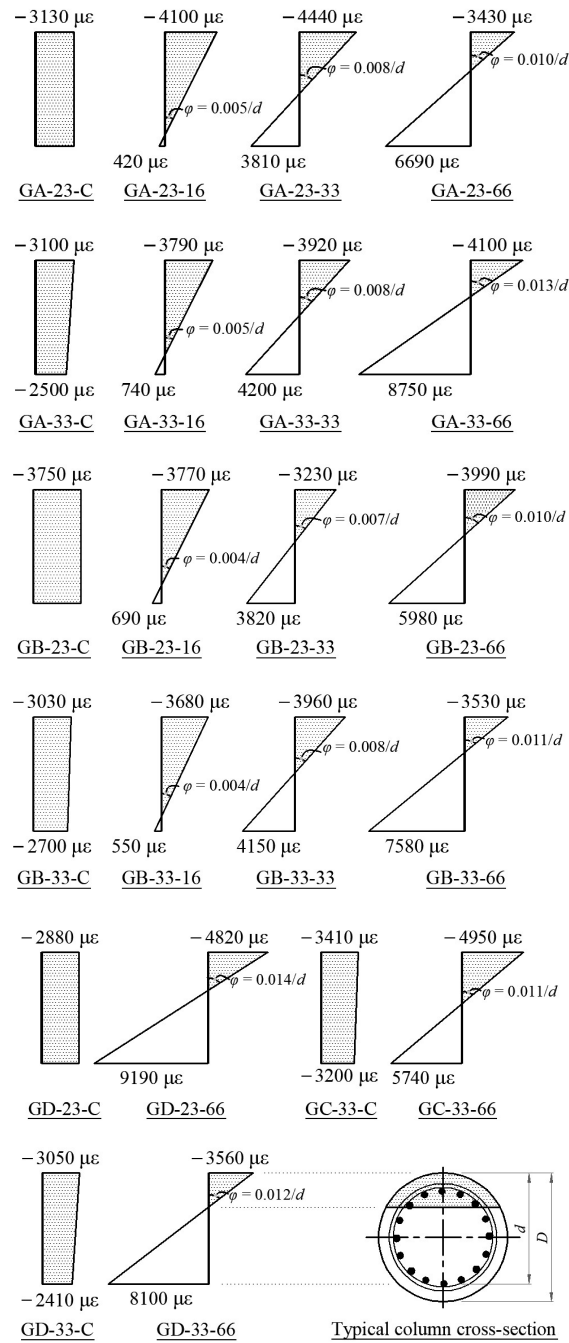 −3130 με −4100 με −4440 με −3430 με
φ = 0.005/d φ = 0.008/d φ = 0.010/d
420 με 3810 με 6690 με
GA-23-C GA-23-16 GA-23-33 GA-23-66
−3100 με −3790 με −3920 με −4100 με
φ = 0.005/d φ = 0.008/d φ = 0.013/d
−2500 με 740 με 4200 με 8750 με
GA-33-C GA-33-16 GA-33-33 GA-33-66
−3750 με −3770 με −3230 με −3990 με
φ = 0.004/d φ = 0.007/d φ = 0.010/d
690 με 3820 με 5980 με
GB-23-C GB-23-16 GB-23-33 GB-23-66
−3030 με −3680 με −3960 με −3530 με
φ = 0.004/d φ = 0.008/d φ = 0.011/d
−2700 με 550 με 4150 με 7580 με
GB-33-C GB-33-16 GB-33-33 GB-33-66
−2880 με −4820 με −3410 με −4950 με
φ = 0.014/d φ = 0.011/d
9190 με −3200 με 5740 με
GD-23-C GD-23-66 GC-33-C GC-33-66
−3050 με −3560 με
φ = 0.012/d d D
−2410 με 8100 με
GD-33-C GD-33-66 Typical column cross-section